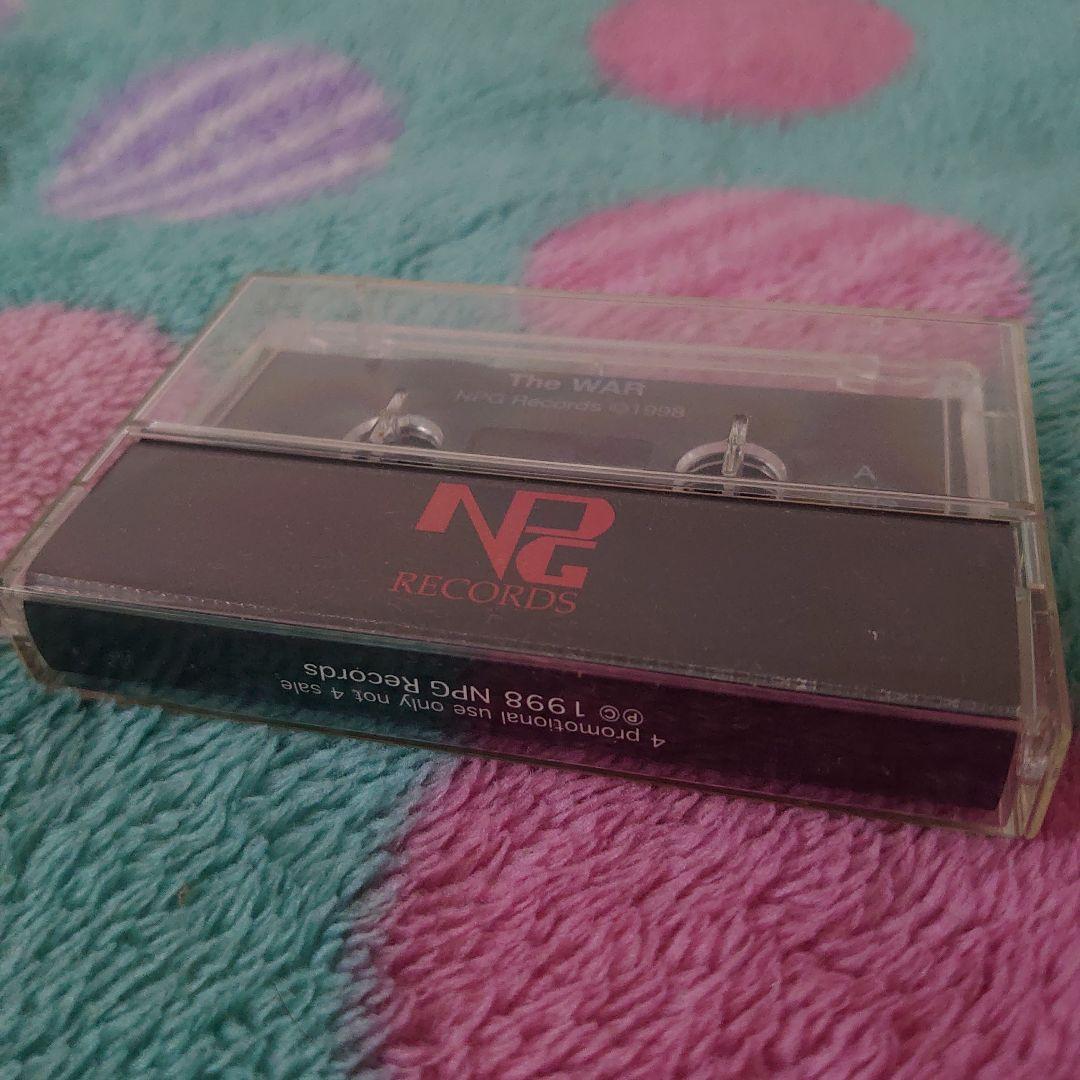 The WAR
NPG Records ©1998
A
NPG
RECORDS
4 promotional use only not 4 sale
℗© 1998 NPG Records